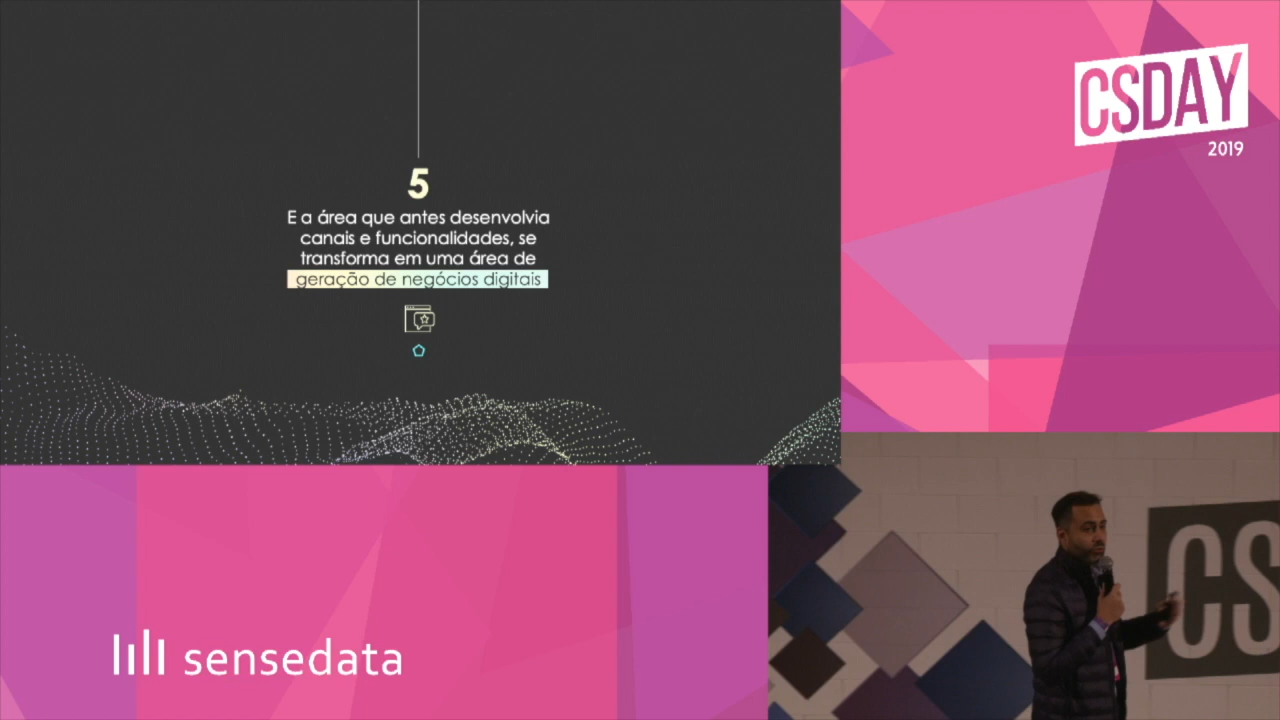 5
E a área que antes desenvolvia
canais e funcionalidades, se
transforma em uma área de
geração de negócios digitais
CSDAY
2019
sensedata
CS